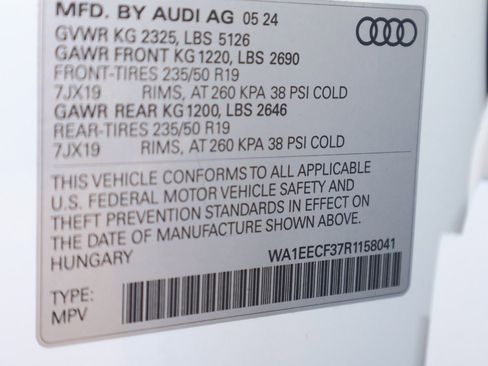 MFD. BY AUDI AG 05 24
GVWR KG 2325, LBS 5126
GAWR FRONT KG 1220, LBS 2690
FRONT-TIRES 235/50 R19
7JX19 RIMS, AT 260 KPA 38 PSI COLD
GAWR REAR KG 1200, LBS 2646
REAR-TIRES 235/50 R19
7JX19 RIMS, AT 260 KPA 38 PSI COLD
THIS VEHICLE CONFORMS TO ALL APPLICABLE
U.S. FEDERAL MOTOR VEHICLE SAFETY AND
THEFT PREVENTION STANDARDS IN EFFECT ON
THE DATE OF MANUFACTURE SHOWN ABOVE.
HUNGARY
WA1EECF37R1158041
TYPE:
MPV